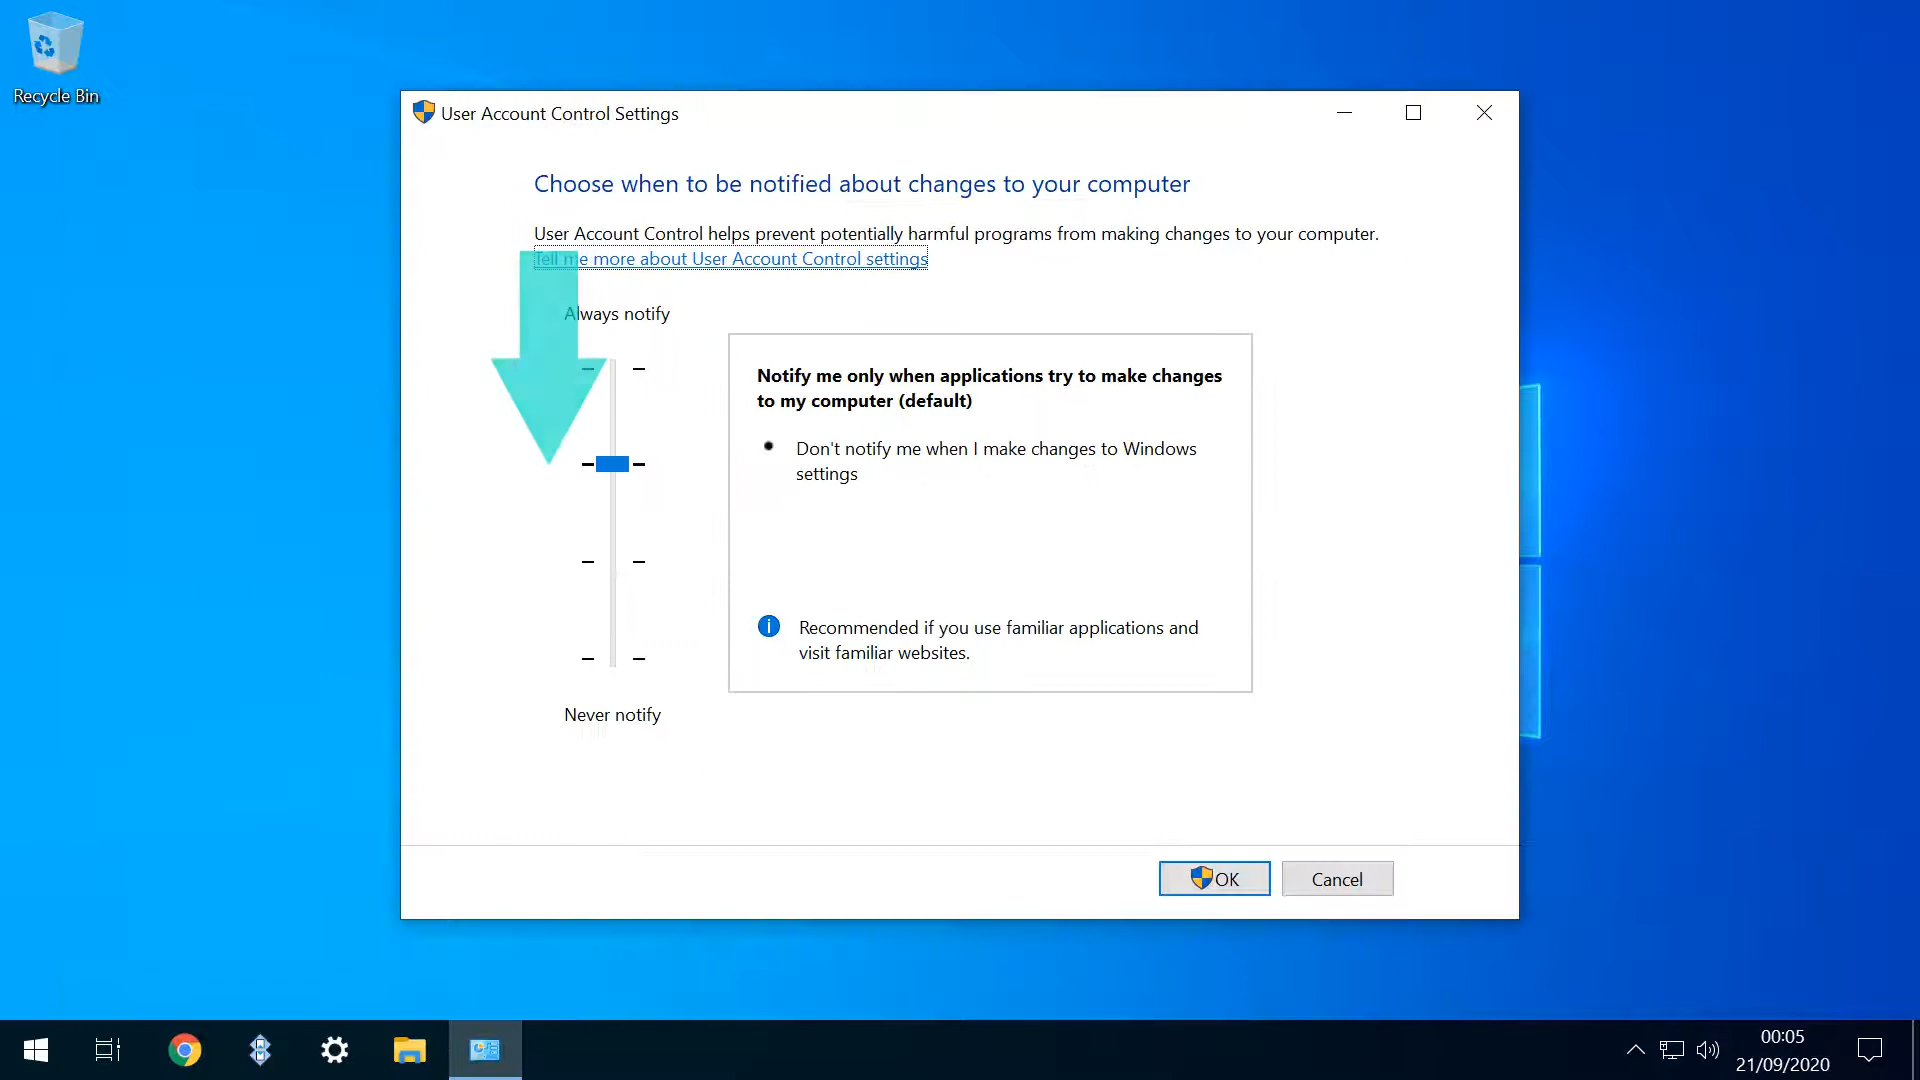 Recycle Bin
User Account Control Settings
Choose when to be notified about changes to your computer
User Account Control helps prevent potentially harmful programs from making changes to your computer.
Tell me more about User Account Control settings
Always notify
Notify me only when applications try to make changes
to my computer (default)
• Don't notify me when I make changes to Windows
settings
Recommended if you use familiar applications and
visit familiar websites.
Never notify
OK
Cancel
00:05
21/09/2020